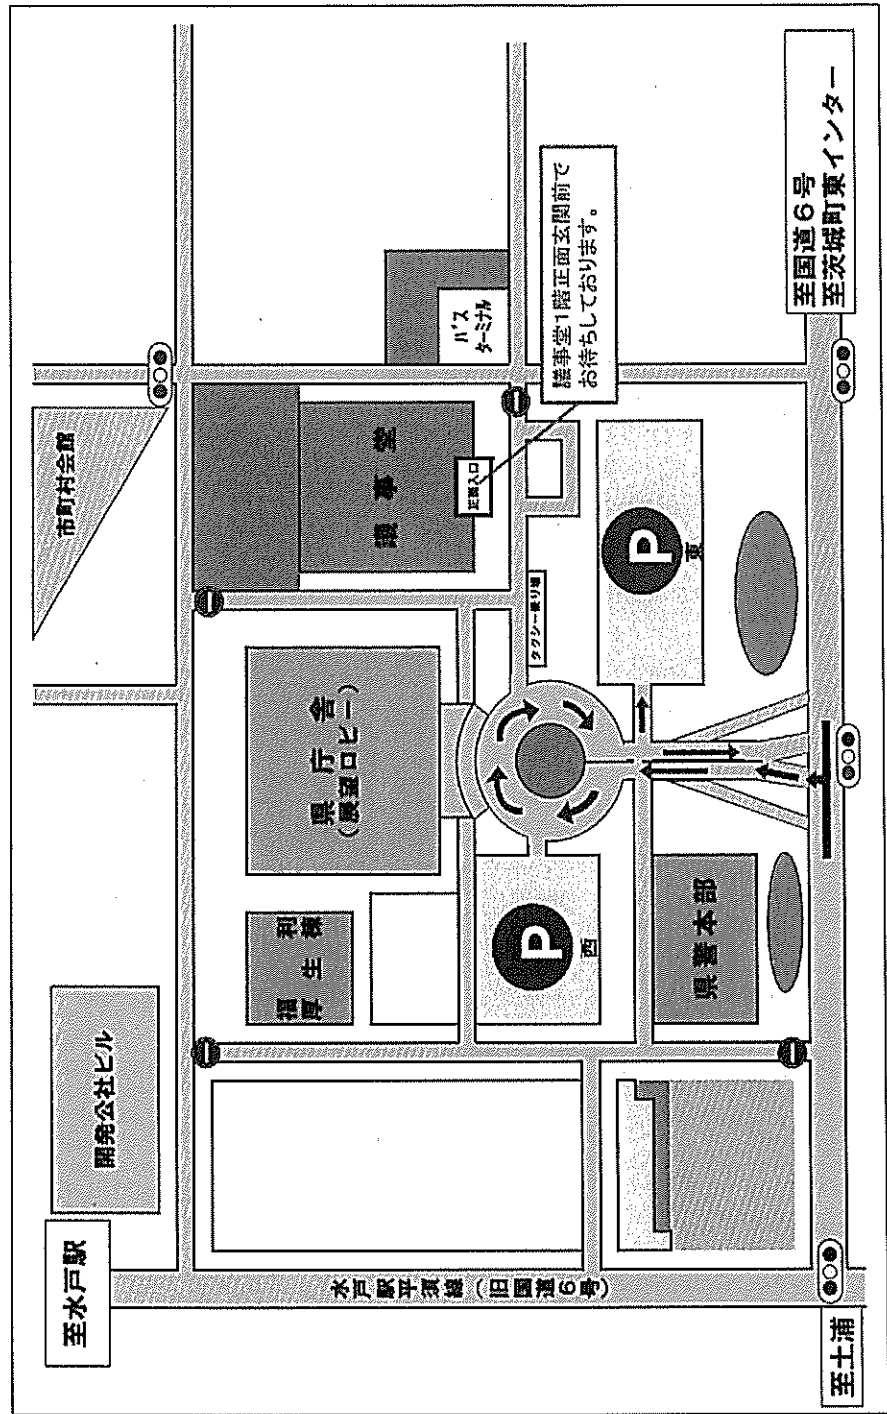 至水戸駅
開発公社ビル
市町村会館
福利
厚生棟
県庁舎
(展望ロビー)
議事堂
正面入口
バス
ターミナル
議事堂1階正面玄関前で
お待ちしております。
タクシー乗り場
P
西
P
東
県警本部
水戸駅平須線(旧国道6号)
至土浦
至国道6号
至茨城町東インター